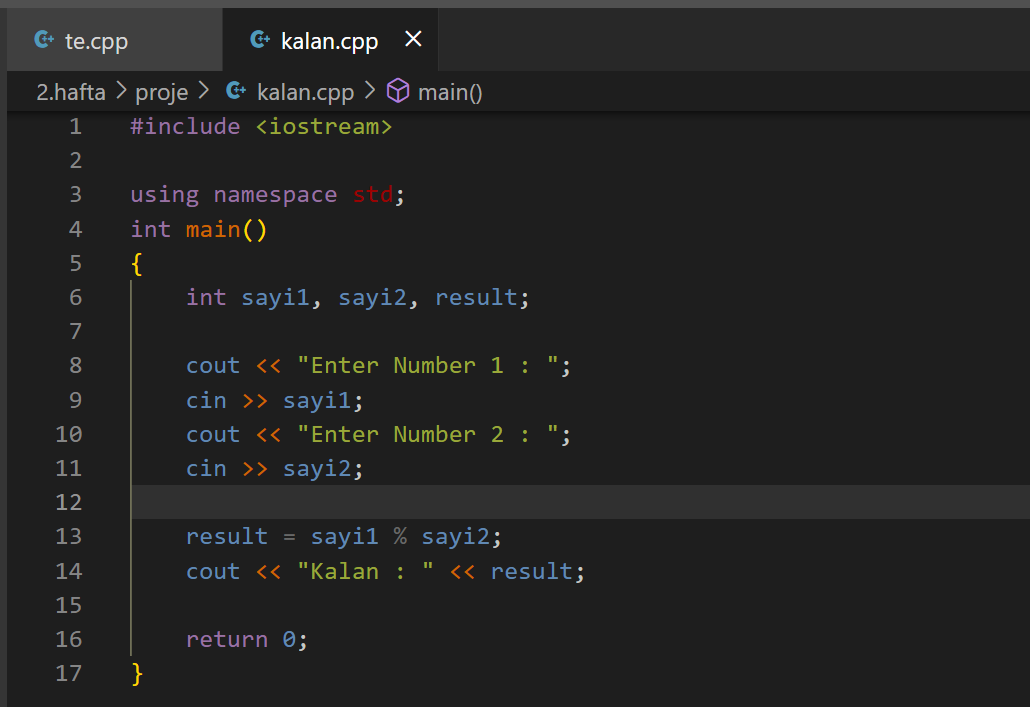 te.cpp kalan.cpp
2.hafta > proje > kalan.cpp > main()
1 #include <iostream>
2
3 using namespace std;
4 int main()
5 {
6     int sayi1, sayi2, result;
7
8     cout << "Enter Number 1 : ";
9     cin >> sayi1;
10     cout << "Enter Number 2 : ";
11     cin >> sayi2;
12
13     result = sayi1 % sayi2;
14     cout << "Kalan : " << result;
15
16     return 0;
17 }